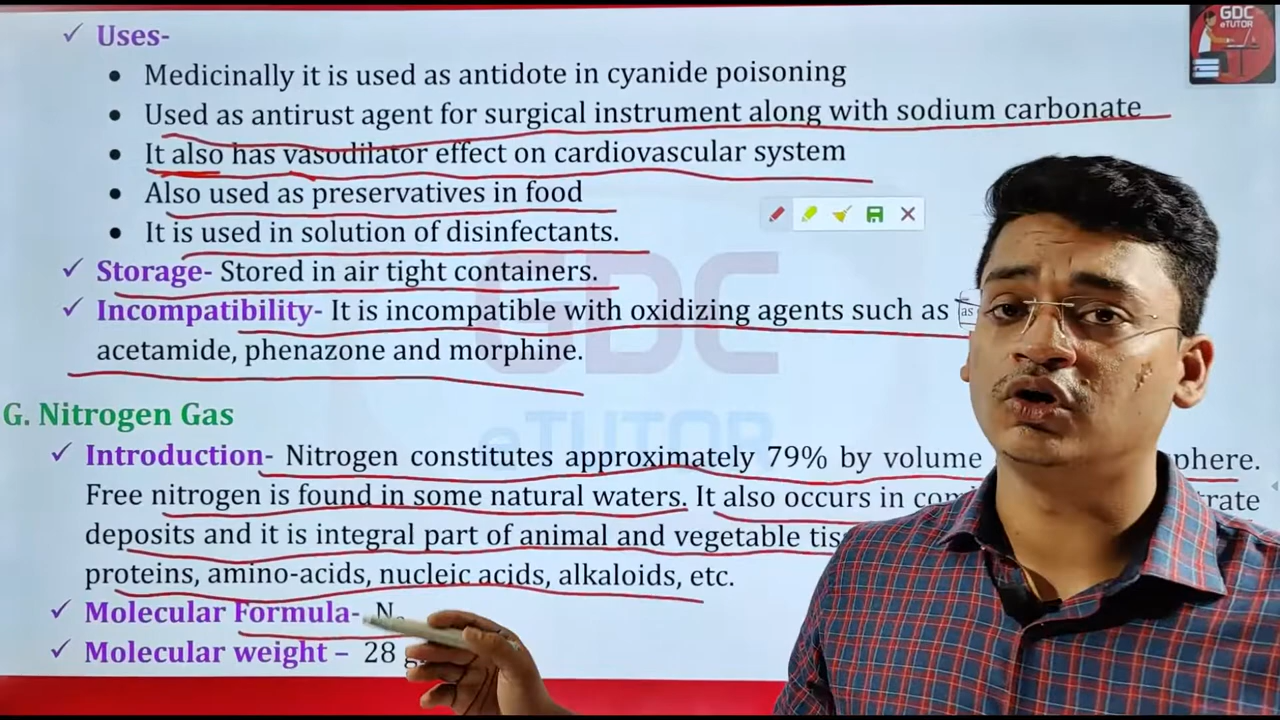 GDC
eTUTOR
✓ Uses-
• Medicinally it is used as antidote in cyanide poisoning
• Used as antirust agent for surgical instrument along with sodium carbonate
• It also has vasodilator effect on cardiovascular system
• Also used as preservatives in food
• It is used in solution of disinfectants.
✓ Storage- Stored in air tight containers.
✓ Incompatibility- It is incompatible with oxidizing agents such as
as
acetamide, phenazone and morphine.
GDC
eTUTOR
G. Nitrogen Gas
✓ Introduction- Nitrogen constitutes approximately 79% by volume
Free nitrogen is found in some natural waters. It also occurs in
deposits and it is integral part of animal and vegetable
proteins, amino-acids, nucleic acids, alkaloids, etc.
✓ Molecular Formula- N₂
✓ Molecular weight – 28